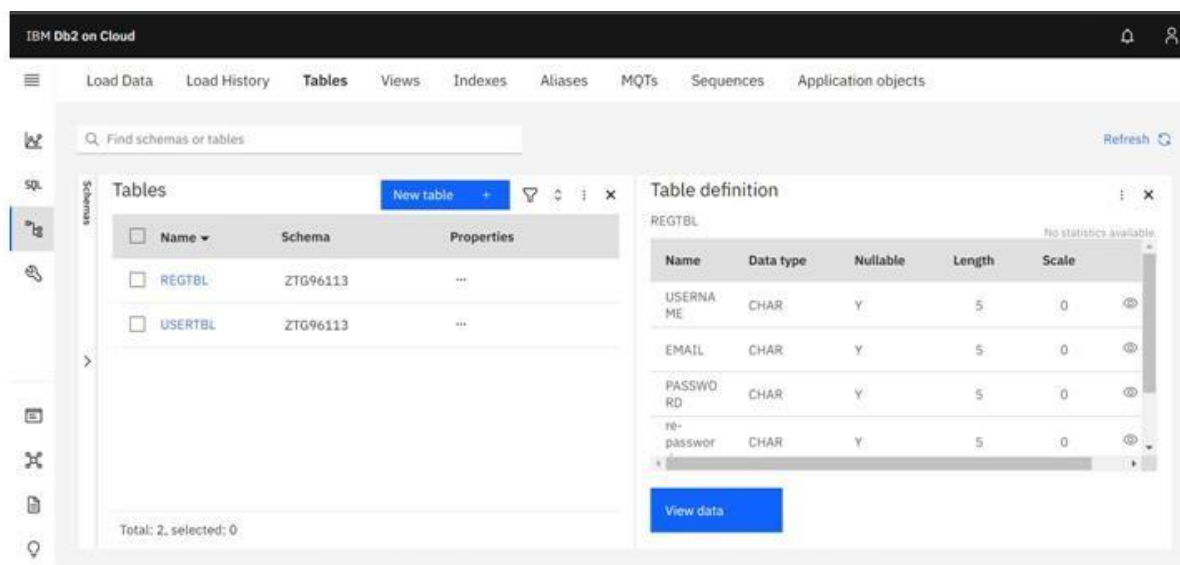 IBM Db2 on Cloud
Load Data Load History Tables Views Indexes Aliases MQTs Sequences Application objects
Find schemas or tables
Refresh
SQL
Schemas
Tables
New table +
Name Schema Properties
REGTBL ZTG96113 ...
USERTBL ZTG96113 ...
Total: 2, selected: 0
Table definition
REGTBL
No statistics available.
Name Data type Nullable Length Scale
USERNA
ME CHAR Y 5 0
EMAIL CHAR Y 5 0
PASSWO
RD CHAR Y 5 0
re-
passwor CHAR Y 5 0
View data